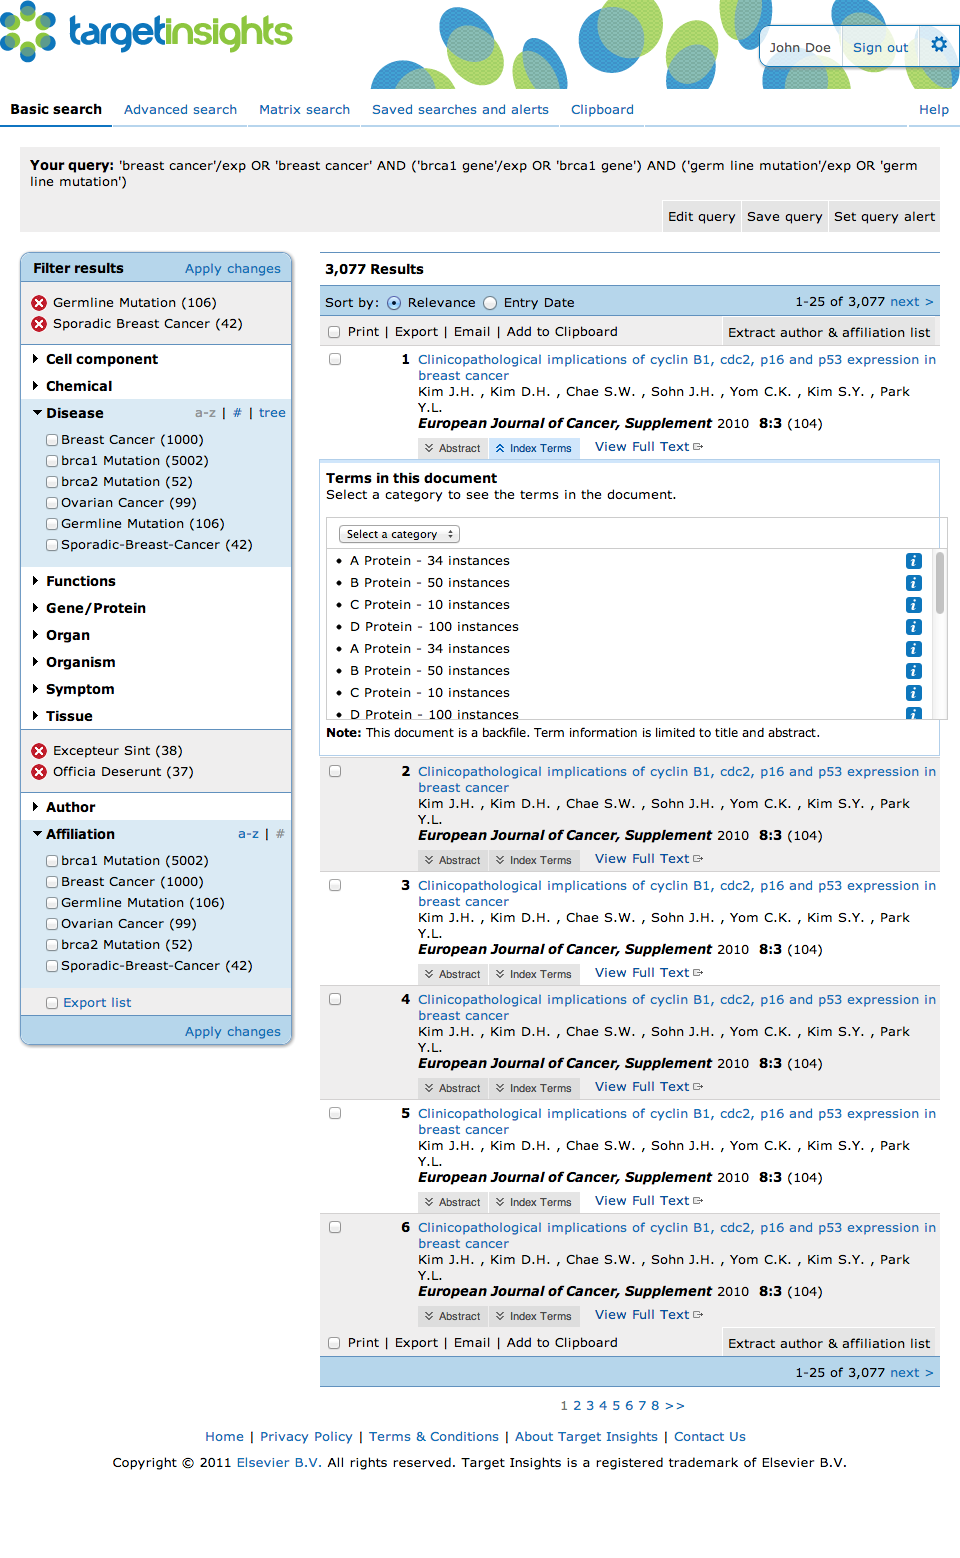 targetinsights
John Doe
Sign out
Basic search
Advanced search
Matrix search
Saved searches and alerts
Clipboard
Help
Your query: 'breast cancer'/exp OR 'breast cancer' AND ('brca1 gene'/exp OR 'brca1 gene') AND ('germ line mutation'/exp OR 'germ
line mutation')
Edit query
Save query
Set query alert
Filter results
Apply changes
Germline Mutation (106)
Sporadic Breast Cancer (42)
Cell component
Chemical
Disease a-z | # | tree
Breast Cancer (1000)
brca1 Mutation (5002)
brca2 Mutation (52)
Ovarian Cancer (99)
Germline Mutation (106)
Sporadic-Breast-Cancer (42)
Functions
Gene/Protein
Organ
Organism
Symptom
Tissue
Excepteur Sint (38)
Officia Deserunt (37)
Author
Affiliation a-z | #
brca1 Mutation (5002)
Breast Cancer (1000)
Germline Mutation (106)
Ovarian Cancer (99)
brca2 Mutation (52)
Sporadic-Breast-Cancer (42)
Export list
Apply changes
3,077 Results
Sort by: Relevance Entry Date 1-25 of 3,077 next >
Print | Export | Email | Add to Clipboard Extract author & affiliation list
1 Clinicopathological implications of cyclin B1, cdc2, p16 and p53 expression in
breast cancer
Kim J.H. , Kim D.H. , Chae S.W. , Sohn J.H. , Yom C.K. , Kim S.Y. , Park
Y.L.
European Journal of Cancer, Supplement 2010 8:3 (104)
Abstract Index Terms View Full Text
Terms in this document
Select a category to see the terms in the document.
Select a category
• A Protein - 34 instances i
• B Protein - 50 instances i
• C Protein - 10 instances i
• D Protein - 100 instances i
• A Protein - 34 instances i
• B Protein - 50 instances i
• C Protein - 10 instances i
• D Protein - 100 instances i
Note: This document is a backfile. Term information is limited to title and abstract.
2 Clinicopathological implications of cyclin B1, cdc2, p16 and p53 expression in
breast cancer
Kim J.H. , Kim D.H. , Chae S.W. , Sohn J.H. , Yom C.K. , Kim S.Y. , Park
Y.L.
European Journal of Cancer, Supplement 2010 8:3 (104)
Abstract Index Terms View Full Text
3 Clinicopathological implications of cyclin B1, cdc2, p16 and p53 expression in
breast cancer
Kim J.H. , Kim D.H. , Chae S.W. , Sohn J.H. , Yom C.K. , Kim S.Y. , Park
Y.L.
European Journal of Cancer, Supplement 2010 8:3 (104)
Abstract Index Terms View Full Text
4 Clinicopathological implications of cyclin B1, cdc2, p16 and p53 expression in
breast cancer
Kim J.H. , Kim D.H. , Chae S.W. , Sohn J.H. , Yom C.K. , Kim S.Y. , Park
Y.L.
European Journal of Cancer, Supplement 2010 8:3 (104)
Abstract Index Terms View Full Text
5 Clinicopathological implications of cyclin B1, cdc2, p16 and p53 expression in
breast cancer
Kim J.H. , Kim D.H. , Chae S.W. , Sohn J.H. , Yom C.K. , Kim S.Y. , Park
Y.L.
European Journal of Cancer, Supplement 2010 8:3 (104)
Abstract Index Terms View Full Text
6 Clinicopathological implications of cyclin B1, cdc2, p16 and p53 expression in
breast cancer
Kim J.H. , Kim D.H. , Chae S.W. , Sohn J.H. , Yom C.K. , Kim S.Y. , Park
Y.L.
European Journal of Cancer, Supplement 2010 8:3 (104)
Abstract Index Terms View Full Text
Print | Export | Email | Add to Clipboard Extract author & affiliation list
1-25 of 3,077 next >
1 2 3 4 5 6 7 8 >>
Home | Privacy Policy | Terms & Conditions | About Target Insights | Contact Us
Copyright © 2011 Elsevier B.V. All rights reserved. Target Insights is a registered trademark of Elsevier B.V.